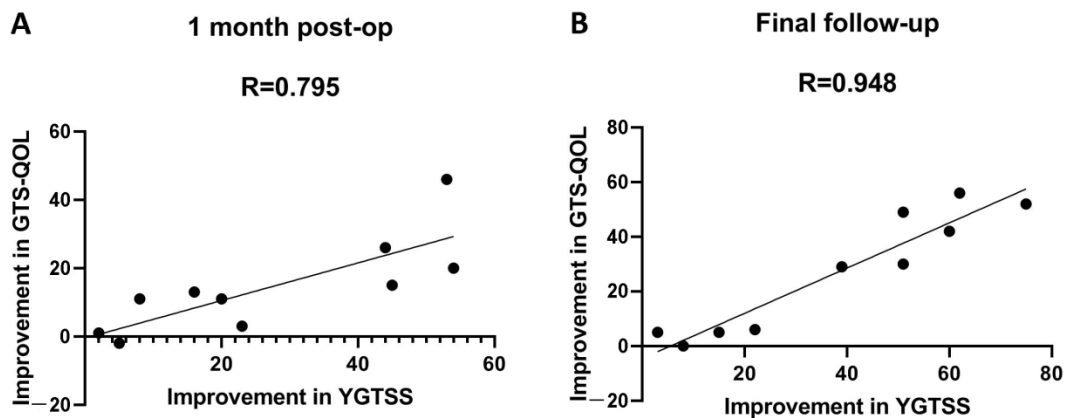 A
1 month post-op
R=0.795
Improvement in GTS-QOL
60
40
20
0
−20
20
40
60
Improvement in YGTSS
B
Final follow-up
R=0.948
Improvement in GTS-QOL
80
60
40
20
0
−20
20
40
60
80
Improvement in YGTSS